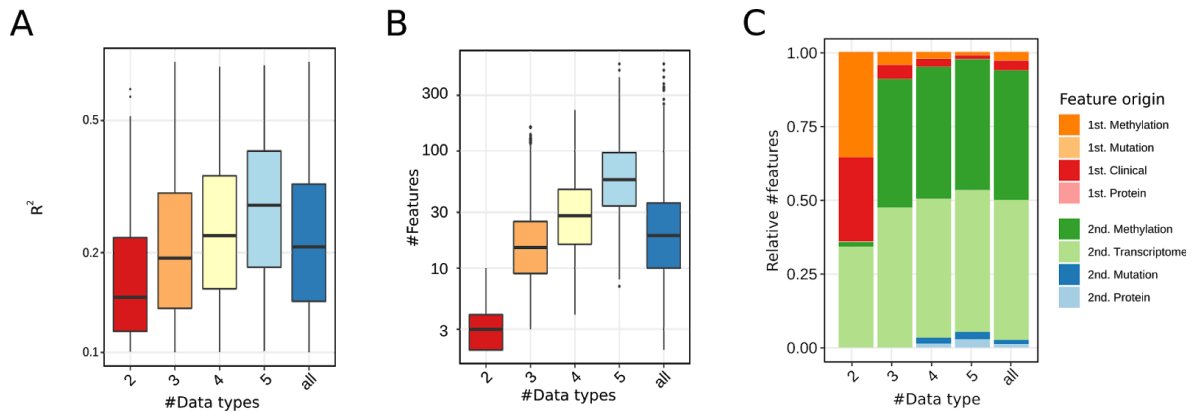 A
R²
0.5
0.2
0.1
2
3
4
5
all
#Data types
B
#Features
300
100
30
10
3
2
3
4
5
all
#Data types
C
Relative #features
1.00
0.75
0.50
0.25
0.00
2
3
4
5
all
#Data type
Feature origin
1st. Methylation
1st. Mutation
1st. Clinical
1st. Protein
2nd. Methylation
2nd. Transcriptome
2nd. Mutation
2nd. Protein